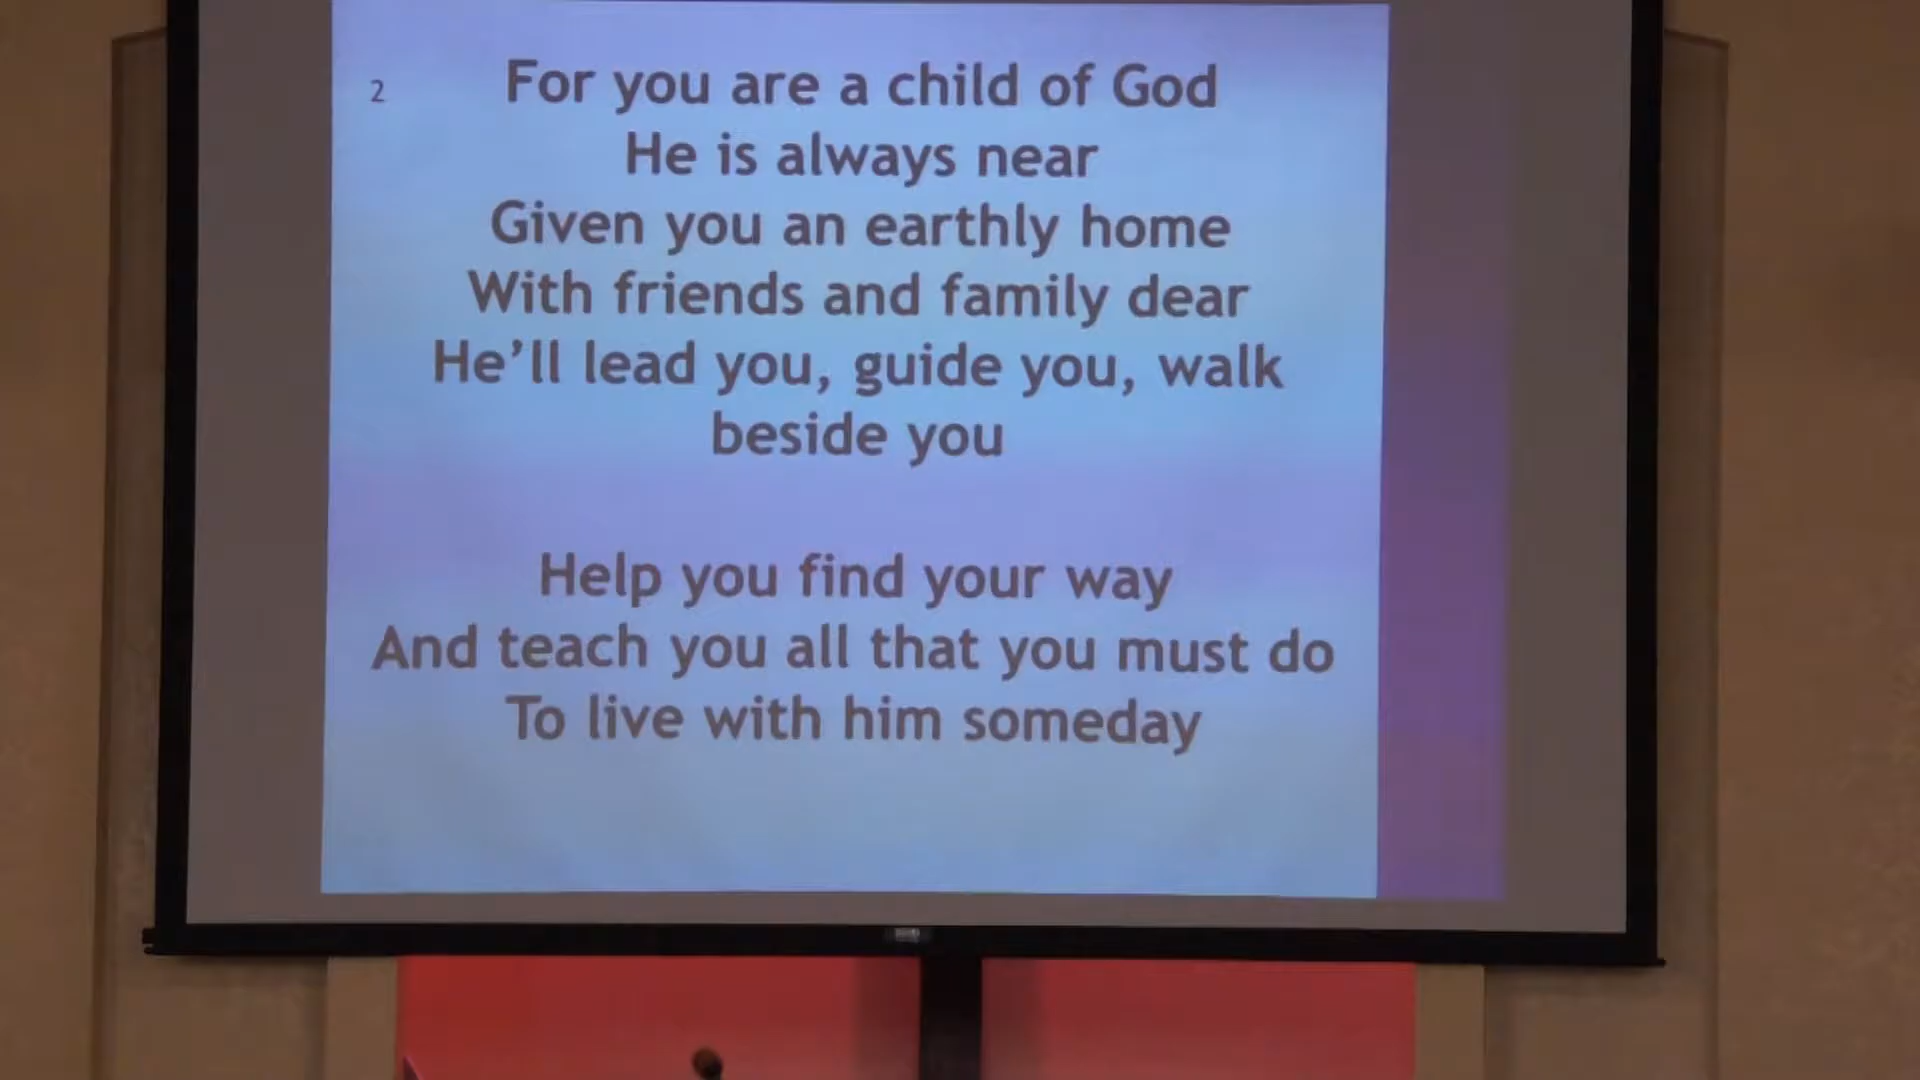 2
For you are a child of God
He is always near
Given you an earthly home
With friends and family dear
He’ll lead you, guide you, walk
beside you
Help you find your way
And teach you all that you must do
To live with him someday